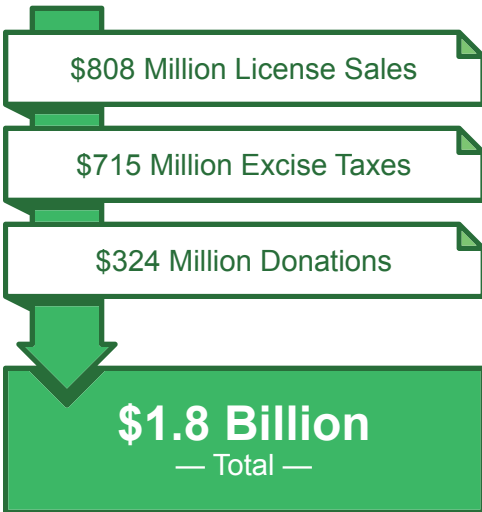 $808 Million License Sales
$715 Million Excise Taxes
$324 Million Donations
$1.8 Billion
— Total —